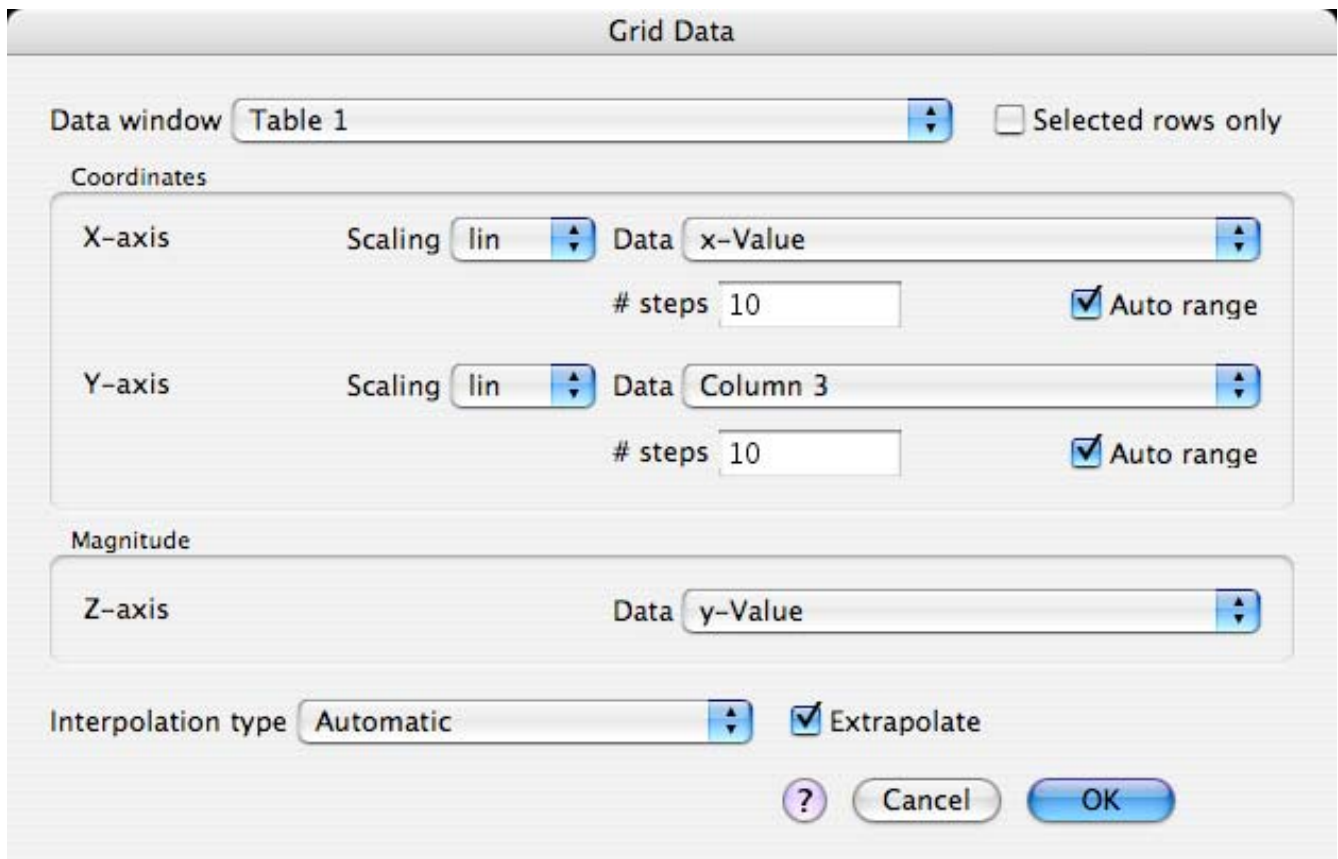 Grid Data
Data window Table 1 Selected rows only
Coordinates
X-axis Scaling lin Data x-Value
# steps 10 Auto range
Y-axis Scaling lin Data Column 3
# steps 10 Auto range
Magnitude
Z-axis Data y-Value
Interpolation type Automatic Extrapolate
? Cancel OK